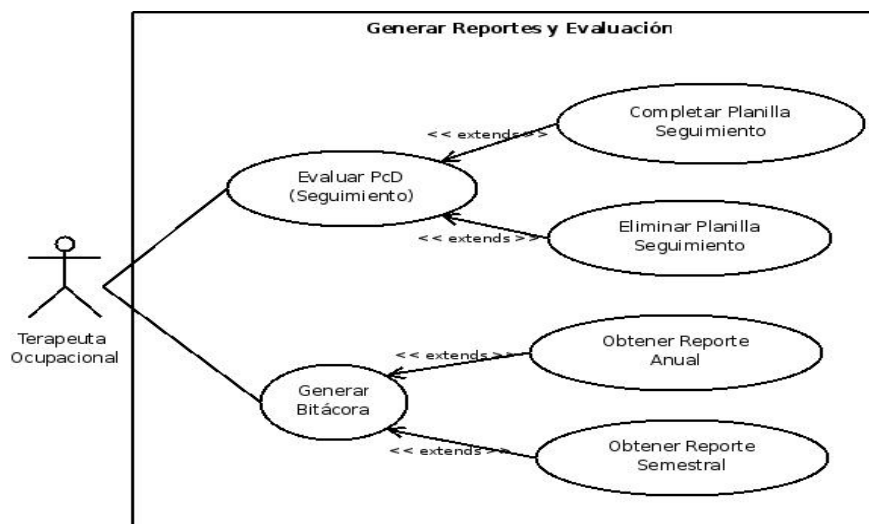 Generar Reportes y Evaluación
Completar Planilla
Seguimiento
<< extends >>
Evaluar PcD
(Seguimiento)
Eliminar Planilla
Seguimiento
<< extends >>
Terapeuta
Ocupacional
Obtener Reporte
Anual
<< extends >>
Generar
Bitácora
Obtener Reporte
Semestral
<< extends >>